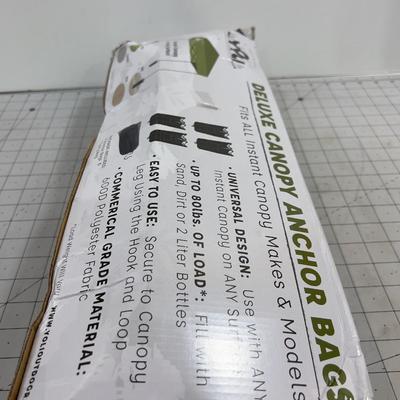 DELUXE CANOPY ANCHOR BAGS
Fits ALL Instant Canopy Makes & Models
• UNIVERSAL DESIGN: Use with ANY
Instant Canopy on ANY
• UP TO 80lbs. OF LOAD*: Fill with
Sand, Dirt or 2 Liter Bottles
• EASY TO USE: Secure to Canopy
Leg Using the Hook and Loop
• COMMERICAL GRADE MATERIAL:
600D Polyester Fabric